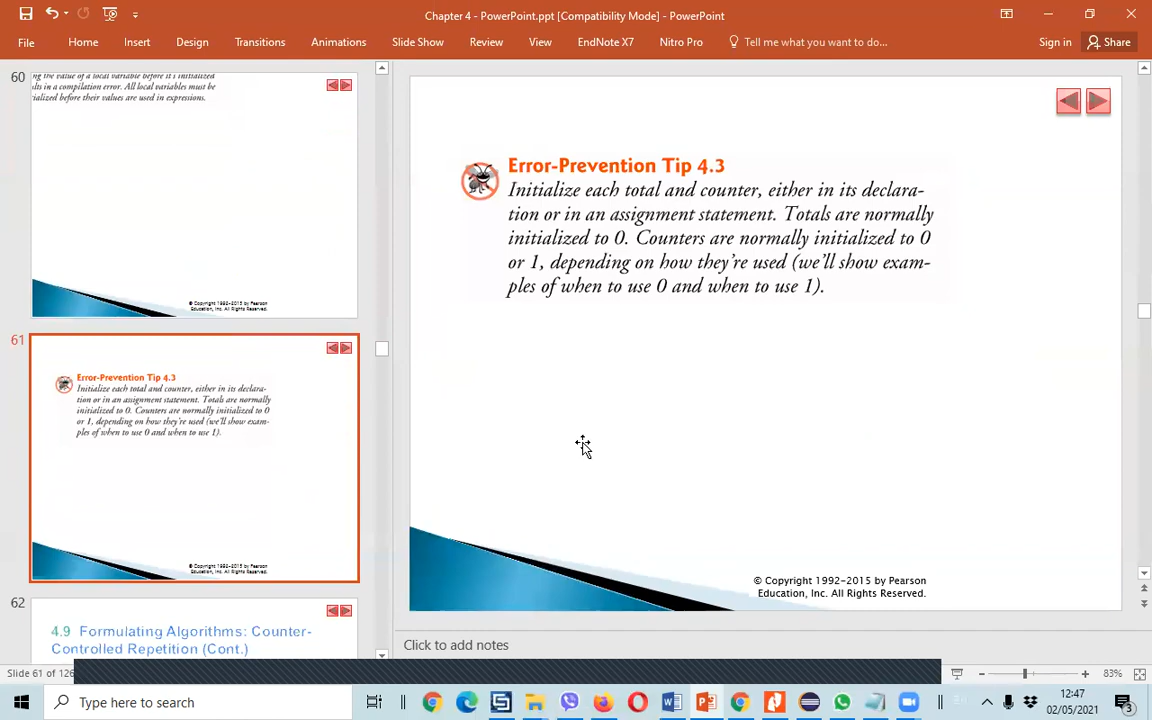 Chapter 4 - PowerPoint.ppt [Compatibility Mode] - PowerPoint
File Home Insert Design Transitions Animations Slide Show Review View EndNote X7 Nitro Pro Tell me what you want to do... Sign in Share
60
ng the value of a local variable before it i initialized
lts in a compilation error. All local variables must be
ialized before their values are used in expressions.
© Copyright 1992-2015 by Pearson
Education, Inc. All Rights Reserved.
61
Error-Prevention Tip 4.3
Initialize each total and counter, either in its declara-
tion or in an assignment statement. Totals are normally
initialized to 0. Counters are normally initialized to 0
or 1, depending on how they're used (we'll show exam-
ples of when to use 0 and when to use 1).
© Copyright 1992-2015 by Pearson
Education, Inc. All Rights Reserved.
62
4.9 Formulating Algorithms: Counter-
Controlled Repetition (Cont.)
Error-Prevention Tip 4.3
Initialize each total and counter, either in its declara-
tion or in an assignment statement. Totals are normally
initialized to 0. Counters are normally initialized to 0
or 1, depending on how they're used (we'll show exam-
ples of when to use 0 and when to use 1).
© Copyright 1992-2015 by Pearson
Education, Inc. All Rights Reserved.
Click to add notes
Slide 61 of 126
83%
Type here to search
12:47
02/05/2021
3